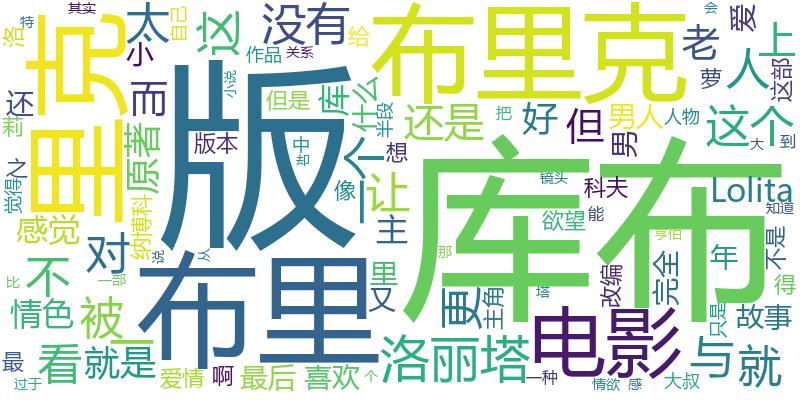 特
其实
太
自己
这
没有
给
布里克
老
爱
会
上
洛
克
小
作品
关系
小说
但是
库
什么
半段
人
这部
萝
还
莉
里
而
版
中
却
还是
好
把
但
男人
男
人物
这个
大
到
之
觉得
原著
版本
一个
像
想
让
库布
镜头
科夫
Lolita
知道
感觉
纳博科
对
说
从
主
那
欲望
能
改编
亨伯
完全
不是
年
比
不
一部
布里
里
又
更
主角
塔
电影
只是
得
情色
被
一
故事
最
看
就是
爱情
啊
最后
喜欢
洛丽塔
个
一种
情欲
感
大叔
与
就
过于